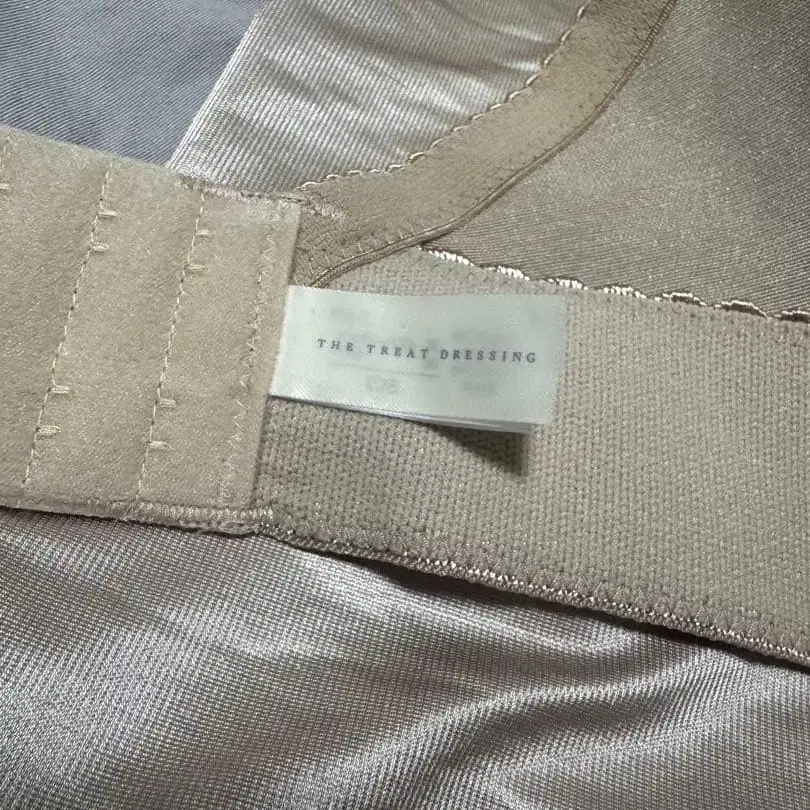 THE TREAT DRESSING